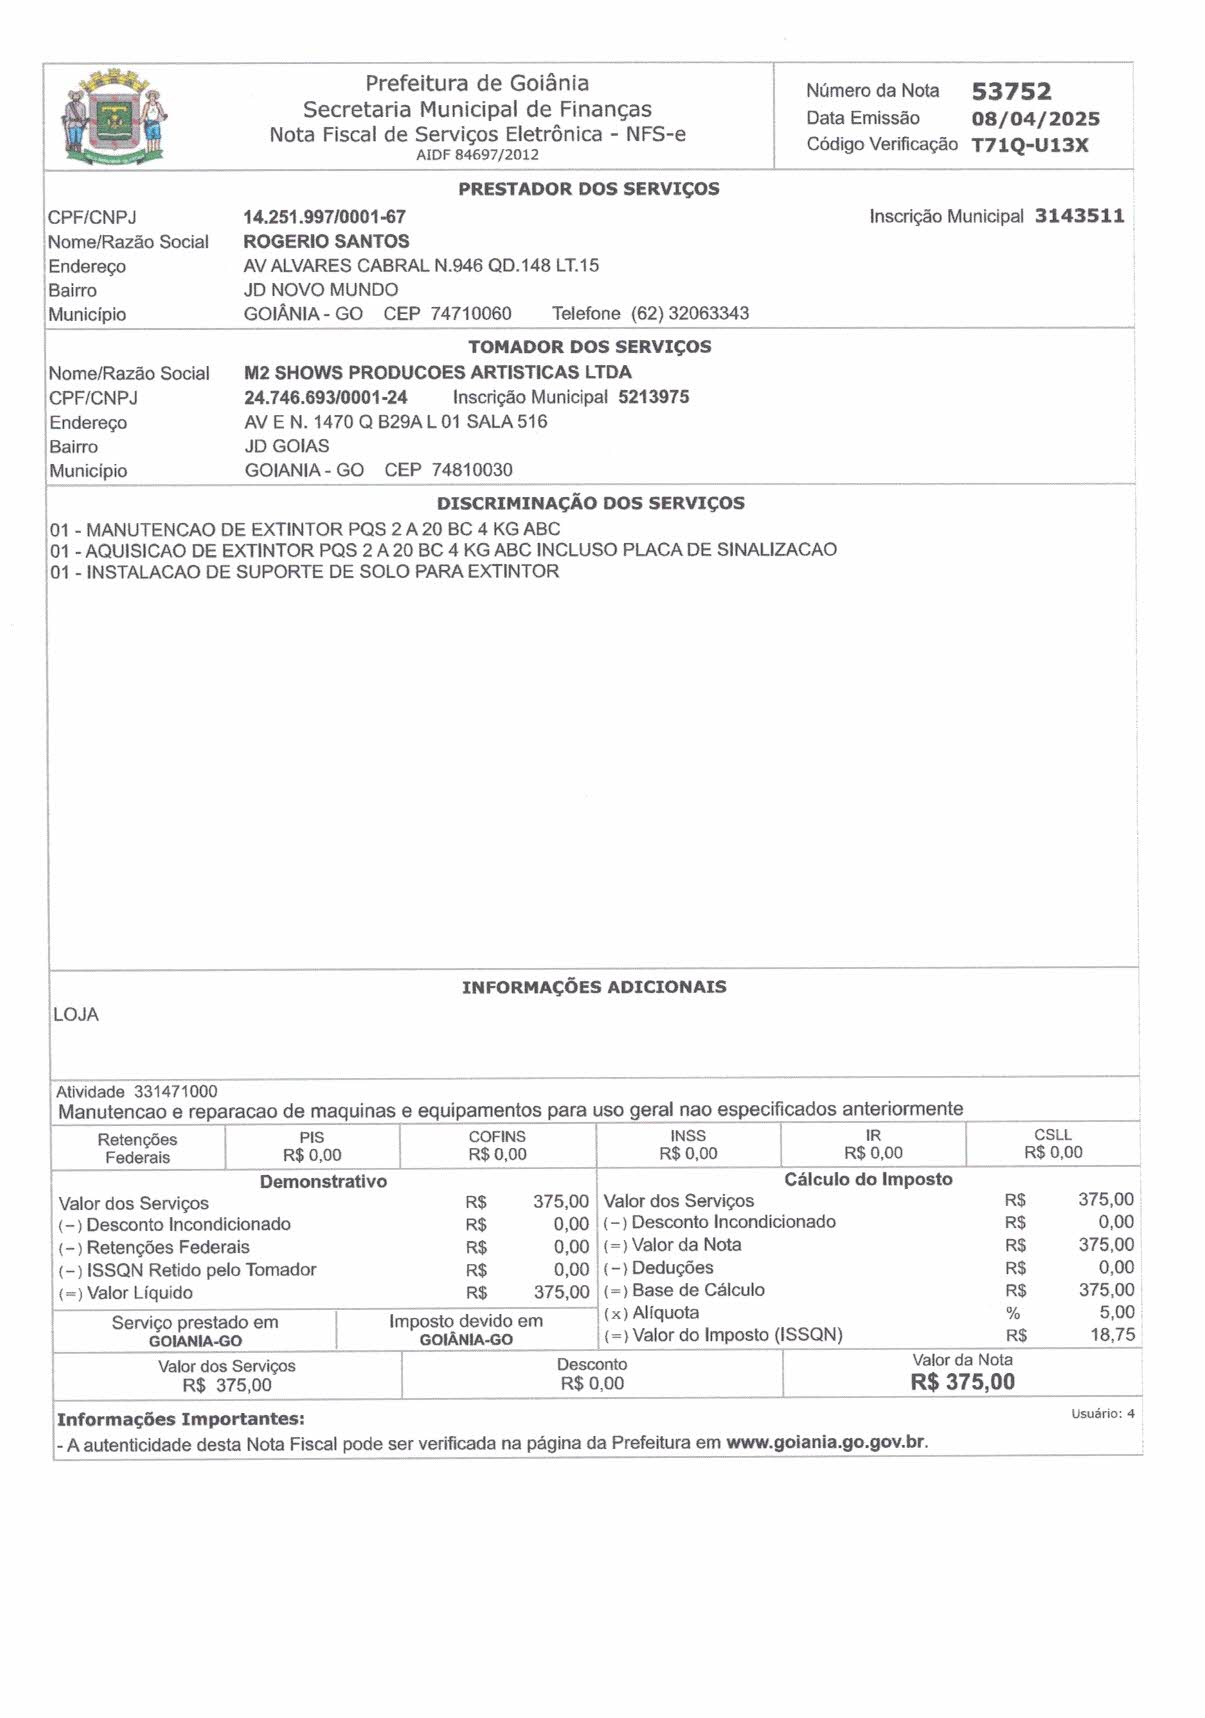 Prefeitura de Goiânia
Secretaria Municipal de Finanças
Nota Fiscal de Serviços Eletrônica - NFS-e
AIDF 84697/2012
Número da Nota 53752
Data Emissão 08/04/2025
Código Verificação T71Q-U13X
PRESTADOR DOS SERVIÇOS
CPF/CNPJ 14.251.997/0001-67 Inscrição Municipal 3143511
Nome/Razão Social ROGERIO SANTOS
Endereço AV ALVARES CABRAL N.946 QD.148 LT.15
Bairro JD NOVO MUNDO
Município GOIÂNIA - GO CEP 74710060 Telefone (62) 32063343
TOMADOR DOS SERVIÇOS
Nome/Razão Social M2 SHOWS PRODUCOES ARTISTICAS LTDA
CPF/CNPJ 24.746.693/0001-24 Inscrição Municipal 5213975
Endereço AV E N. 1470 Q B29A L 01 SALA 516
Bairro JD GOIAS
Município GOIANIA - GO CEP 74810030
DISCRIMINAÇÃO DOS SERVIÇOS
01 - MANUTENCAO DE EXTINTOR PQS 2 A 20 BC 4 KG ABC
01 - AQUISICAO DE EXTINTOR PQS 2 A 20 BC 4 KG ABC INCLUSO PLACA DE SINALIZACAO
01 - INSTALACAO DE SUPORTE DE SOLO PARA EXTINTOR
INFORMAÇÕES ADICIONAIS
LOJA
Atividade 331471000
Manutencao e reparacao de maquinas e equipamentos para uso geral nao especificados anteriormente
Retenções Federais
PIS R$ 0,00
COFINS R$ 0,00
INSS R$ 0,00
IR R$ 0,00
CSLL R$ 0,00
Demonstrativo
Valor dos Serviços R$ 375,00
(-) Desconto Incondicionado R$ 0,00
(-) Retenções Federais R$ 0,00
(-) ISSQN Retido pelo Tomador R$ 0,00
(=) Valor Líquido R$ 375,00
Serviço prestado em GOIANIA-GO
Imposto devido em GOIÂNIA-GO
Cálculo do Imposto
Valor dos Serviços R$ 375,00
(-) Desconto Incondicionado R$ 0,00
(=) Valor da Nota R$ 375,00
(-) Deduções R$ 0,00
(=) Base de Cálculo R$ 375,00
(x) Alíquota % 5,00
(=) Valor do Imposto (ISSQN) R$ 18,75
Valor dos Serviços R$ 375,00
Desconto R$ 0,00
Valor da Nota R$ 375,00
Informações Importantes: Usuário: 4
- A autenticidade desta Nota Fiscal pode ser verificada na página da Prefeitura em www.goiania.go.gov.br.